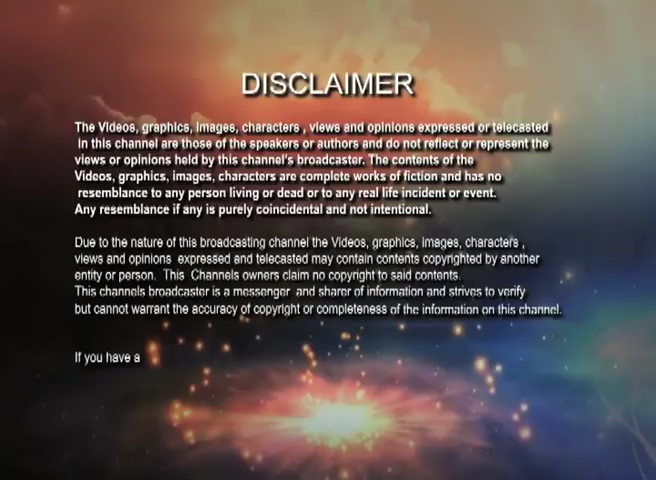 DISCLAIMER
The Videos, graphics, images, characters , views and opinions expressed or telecasted
in this channel are those of the speakers or authors and do not reflect or represent the
views or opinions held by this channel's broadcaster. The contents of the
Videos, graphics, images, characters are complete works of fiction and has no
resemblance to any person living or dead or to any real life incident or event.
Any resemblance if any is purely coincidental and not intentional.
Due to the nature of this broadcasting channel the Videos, graphics, images, characters ,
views and opinions expressed and telecasted may contain contents copyrighted by another
entity or person. This Channels owners claim no copyright to said contents.
This channels broadcaster is a messenger and sharer of information and strives to verify
but cannot warrant the accuracy of copyright or completeness of the information on this channel.
If you have a